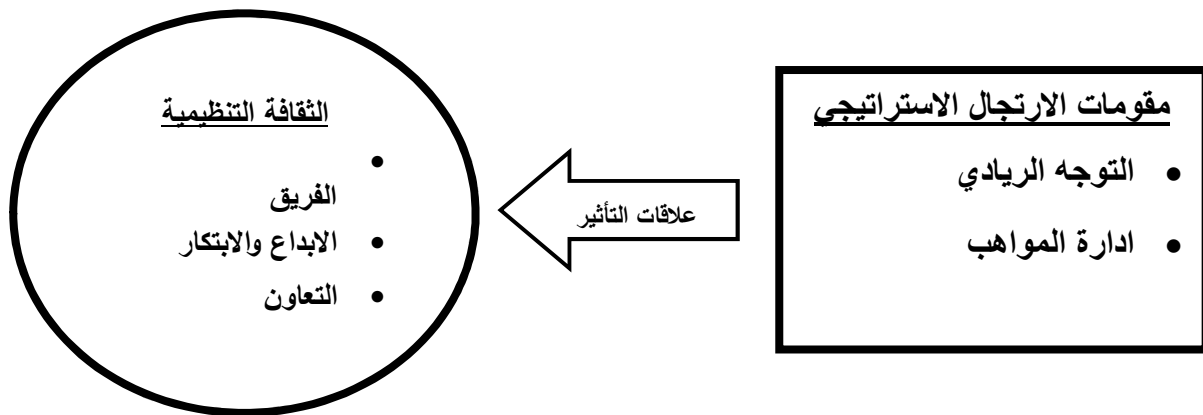 مقومات الارتجال الاستراتيجي
• التوجه الريادي
• ادارة المواهب
علاقات التأثير
الثقافة التنظيمية
•
الفريق
• الابداع والابتكار
• التعاون